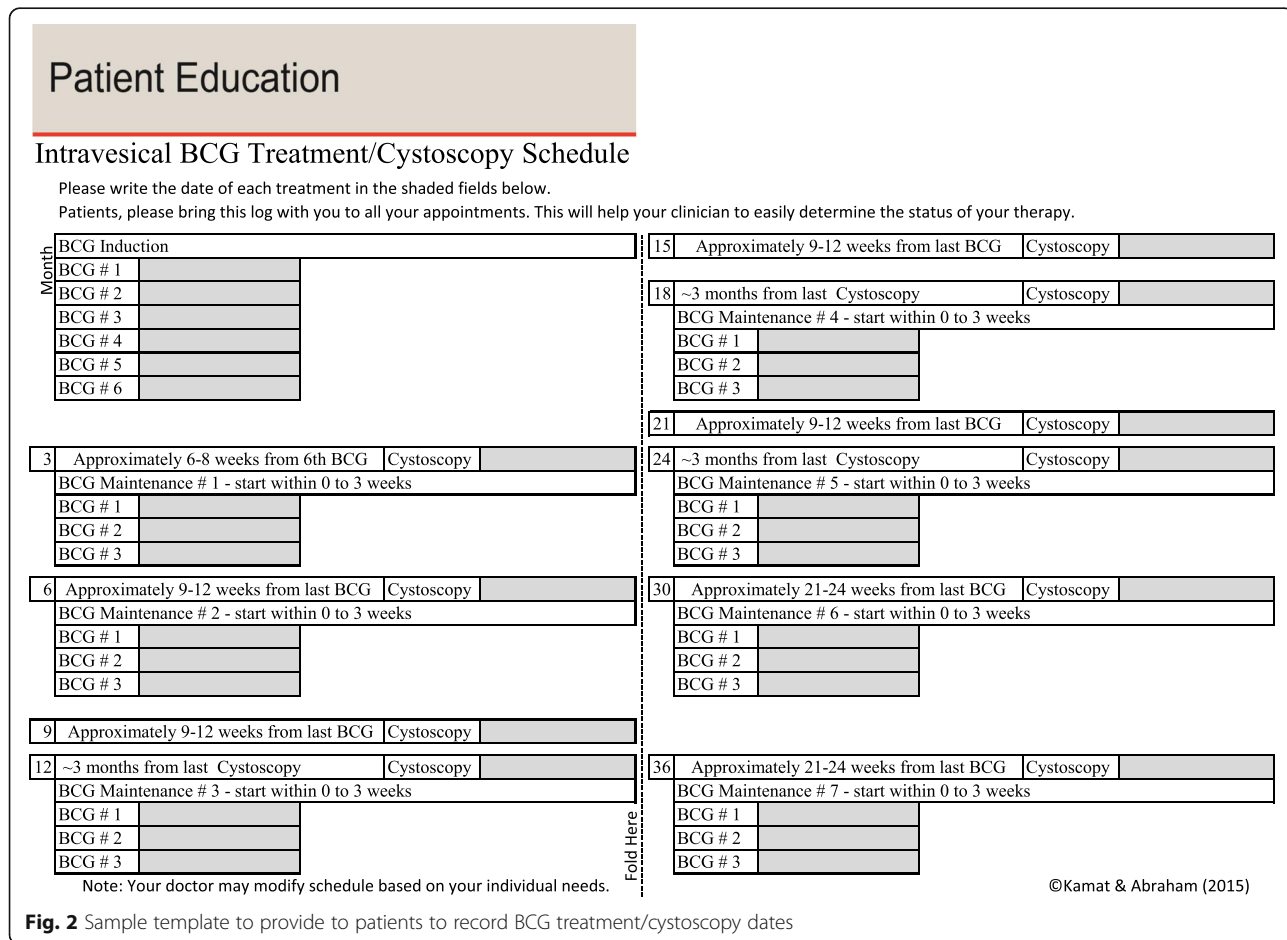 Patient Education
Intravesical BCG Treatment/Cystoscopy Schedule
Please write the date of each treatment in the shaded fields below.
Patients, please bring this log with you to all your appointments. This will help your clinician to easily determine the status of your therapy.
Month
BCG Induction
BCG # 1
BCG # 2
BCG # 3
BCG # 4
BCG # 5
BCG # 6
3 Approximately 6-8 weeks from 6th BCG Cystoscopy
BCG Maintenance # 1 - start within 0 to 3 weeks
BCG # 1
BCG # 2
BCG # 3
6 Approximately 9-12 weeks from last BCG Cystoscopy
BCG Maintenance # 2 - start within 0 to 3 weeks
BCG # 1
BCG # 2
BCG # 3
9 Approximately 9-12 weeks from last BCG Cystoscopy
12 ~3 months from last Cystoscopy Cystoscopy
BCG Maintenance # 3 - start within 0 to 3 weeks
BCG # 1
BCG # 2
BCG # 3
Note: Your doctor may modify schedule based on your individual needs.
Fold Here
15 Approximately 9-12 weeks from last BCG Cystoscopy
18 ~3 months from last Cystoscopy Cystoscopy
BCG Maintenance # 4 - start within 0 to 3 weeks
BCG # 1
BCG # 2
BCG # 3
21 Approximately 9-12 weeks from last BCG Cystoscopy
24 ~3 months from last Cystoscopy Cystoscopy
BCG Maintenance # 5 - start within 0 to 3 weeks
BCG # 1
BCG # 2
BCG # 3
30 Approximately 21-24 weeks from last BCG Cystoscopy
BCG Maintenance # 6 - start within 0 to 3 weeks
BCG # 1
BCG # 2
BCG # 3
36 Approximately 21-24 weeks from last BCG Cystoscopy
BCG Maintenance # 7 - start within 0 to 3 weeks
BCG # 1
BCG # 2
BCG # 3
©Kamat & Abraham (2015)
Fig. 2 Sample template to provide to patients to record BCG treatment/cystoscopy dates